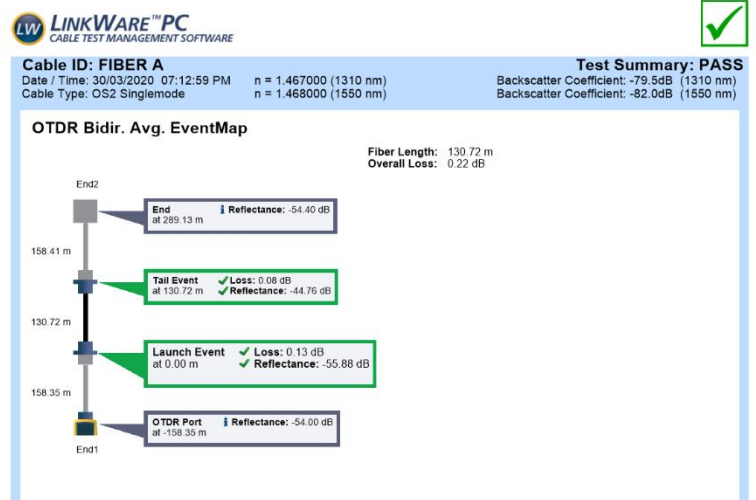 LW LINKWARE™PC
CABLE TEST MANAGEMENT SOFTWARE
Cable ID: FIBER A
Test Summary: PASS
Date / Time: 30/03/2020 07:12:59 PM n = 1.467000 (1310 nm) Backscatter Coefficient: -79.5dB (1310 nm)
Cable Type: OS2 Singlemode n = 1.468000 (1550 nm) Backscatter Coefficient: -82.0dB (1550 nm)
OTDR Bidir. Avg. EventMap
Fiber Length: 130.72 m
Overall Loss: 0.22 dB
End2
End i Reflectance: -54.40 dB
at 289.13 m
158.41 m
Tail Event Loss: 0.08 dB
at 130.72 m Reflectance: -44.76 dB
130.72 m
Launch Event Loss: 0.13 dB
at 0.00 m Reflectance: -55.88 dB
158.35 m
OTDR Port i Reflectance: -54.00 dB
at -158.35 m
End1